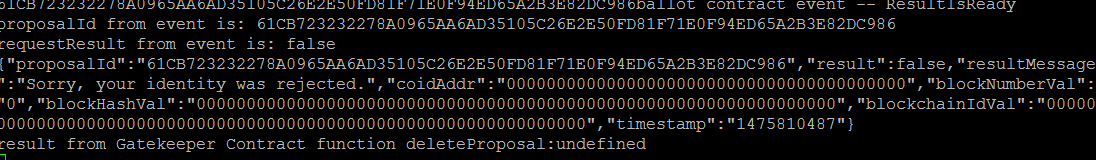 61CB723232278A0965AA6AD35105C26E2E50FD81F71E0F94ED65A2B3E82DC986ballot contract event -- ResultIsReady
proposalId from event is: 61CB723232278A0965AA6AD35105C26E2E50FD81F71E0F94ED65A2B3E82DC986
requestResult from event is: false
{"proposalId":"61CB723232278A0965AA6AD35105C26E2E50FD81F71E0F94ED65A2B3E82DC986","result":false,"resultMessage
":"Sorry, your identity was rejected.","coidAddr":"0000000000000000000000000000000000000000","blockNumberVal":
"0","blockHashVal":"0000000000000000000000000000000000000000000000000000000000000000","blockchainIdVal":"00000
00000000000000000000000000000000000000000000000000000000000","timestamp":"1475810487"}
result from Gatekeeper Contract function deleteProposal:undefined